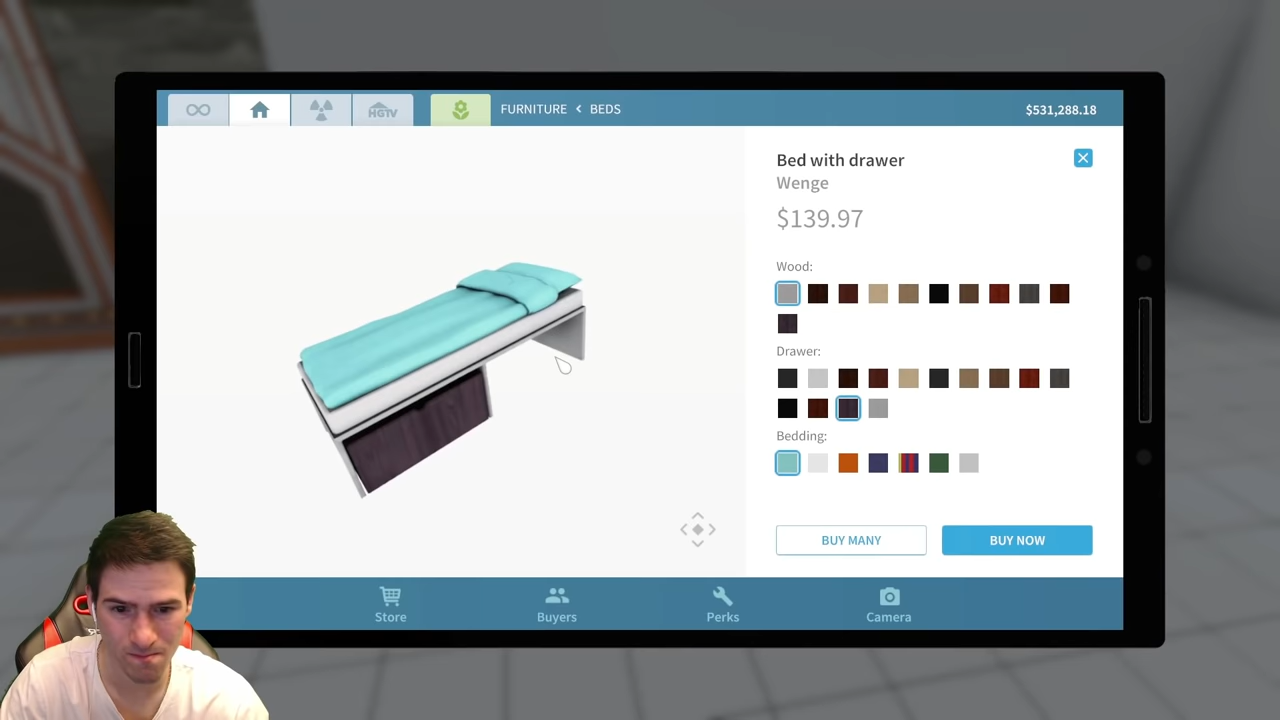 HGTV
FURNITURE < BEDS
$531,288.18
Bed with drawer
Wenge
$139.97
Wood:
Drawer:
Bedding:
BUY MANY
BUY NOW
Store
Buyers
Perks
Camera